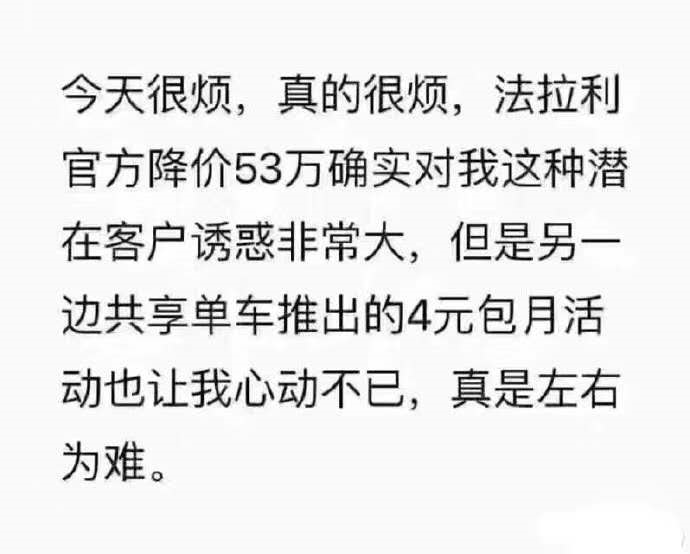 今天很烦，真的很烦，法拉利
官方降价53万确实对我这种潜
在客户诱惑非常大，但是另一
边共享单车推出的4元包月活
动也让我心动不已，真是左右
为难。